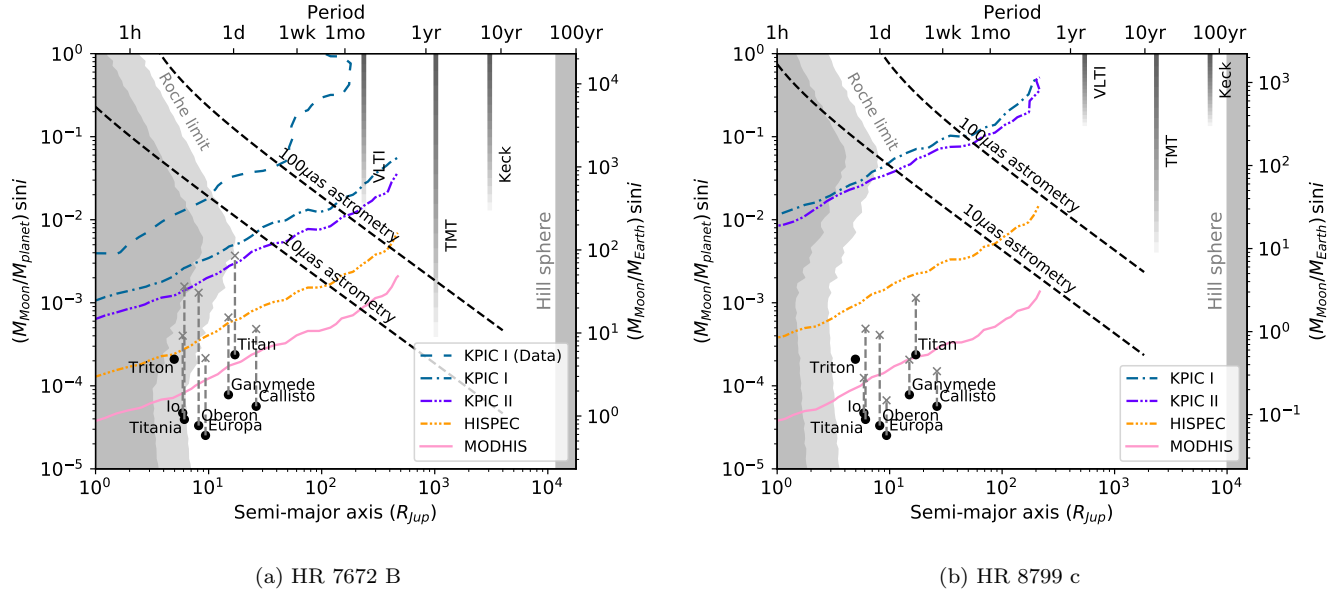 Period
1h 1d 1wk 1mo 1yr 10yr 100yr
10⁰
10⁻¹
10⁻²
10⁻³
10⁻⁴
10⁻⁵
(M_Moon/M_planet) sini
10⁴
10³
10²
10¹
10⁰
(M_Moon/M_Earth) sini
Roche limit
100μas astrometry
10μas astrometry
VLTI
TMT
Keck
Hill sphere
Triton
Titan
Ganymede
Callisto
Io
Oberon
Titania
Europa
KPIC I (Data)
KPIC I
KPIC II
HISPEC
MODHIS
10⁰ 10¹ 10² 10³ 10⁴
Semi-major axis (R_Jup)
(a) HR 7672 B
Period
1h 1d 1wk 1mo 1yr 10yr 100yr
10⁰
10⁻¹
10⁻²
10⁻³
10⁻⁴
10⁻⁵
(M_Moon/M_planet) sini
10³
10²
10¹
10⁰
10⁻¹
(M_Moon/M_Earth) sini
Roche limit
100μas astrometry
10μas astrometry
VLTI
TMT
Keck
Hill sphere
Triton
Titan
Ganymede
Callisto
Io
Oberon
Titania
Europa
KPIC I
KPIC II
HISPEC
MODHIS
10⁰ 10¹ 10² 10³ 10⁴
Semi-major axis (R_Jup)
(b) HR 8799 c